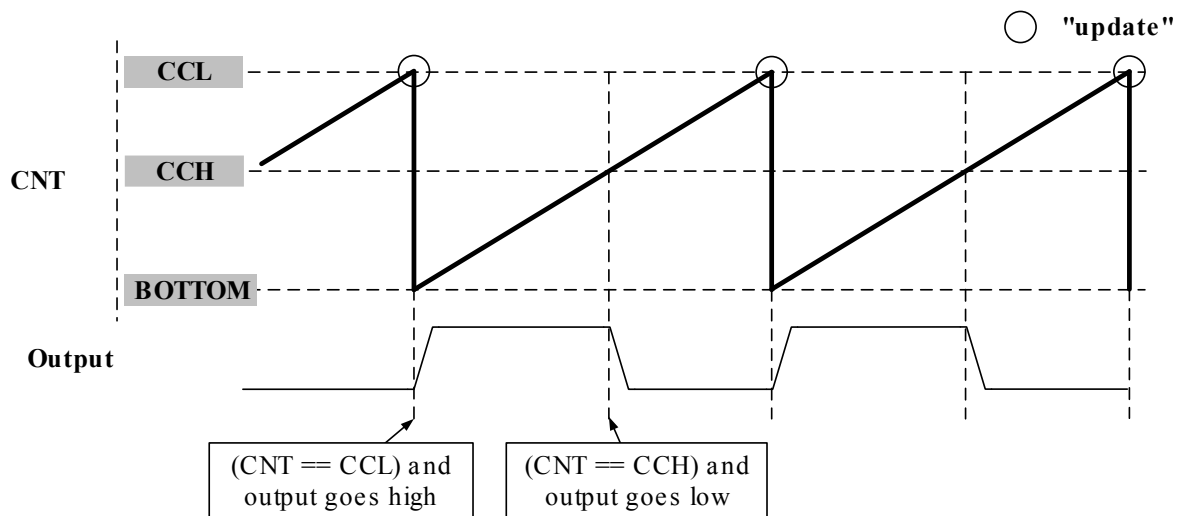 "update"
CCL
CCH
CNT
BOTTOM
Output
(CNT == CCL) and
output goes high
(CNT == CCH) and
output goes low